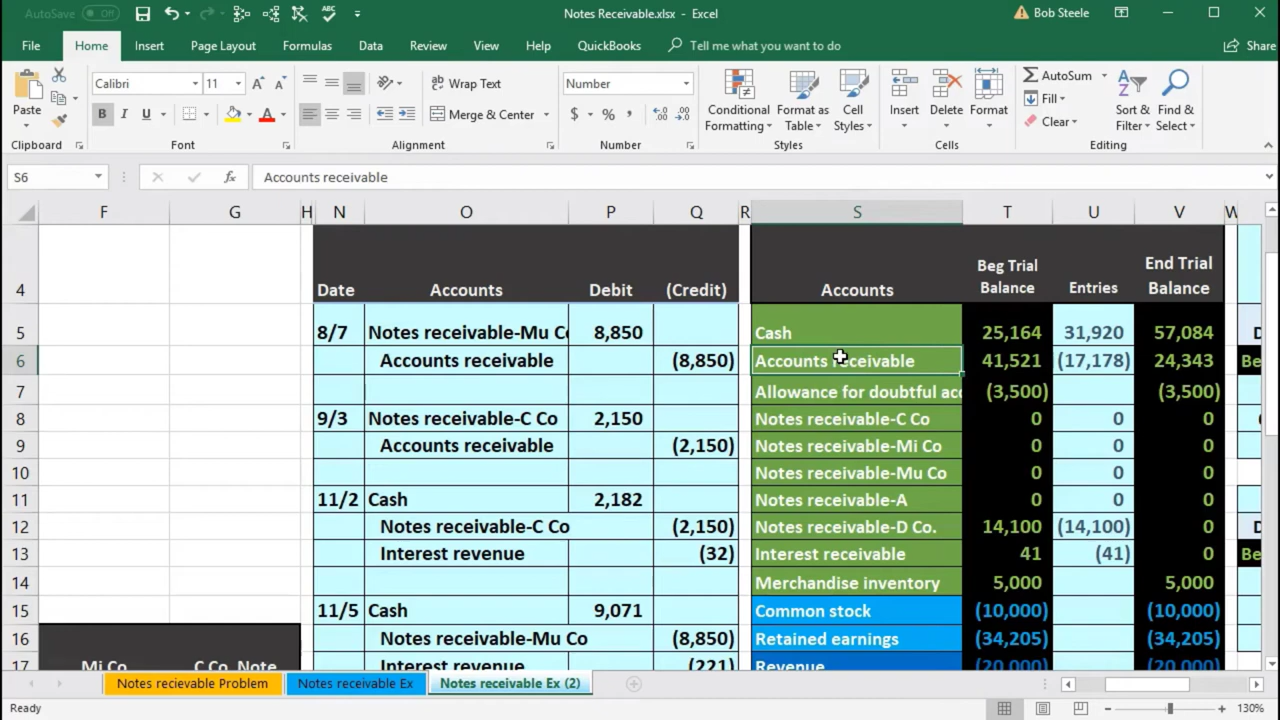 AutoSave Off Notes Receivable.xlsx - Excel Bob Steele
File Home Insert Page Layout Formulas Data Review View Help QuickBooks Tell me what you want to do Share
Paste Calibri 11 Wrap Text Number Conditional Formatting Format as Table Cell Styles Insert Delete Format AutoSum Sort & Filter Find & Select
B I U Merge & Center $ % Fill
Clear
Clipboard Font Alignment Number Styles Cells Editing
S6 fx Accounts receivable
F G H N O P Q R S T U V W
4 Date Accounts Debit (Credit) Accounts Beg Trial Balance Entries End Trial Balance
5 8/7 Notes receivable-Mu Co 8,850 Cash 25,164 31,920 57,084 D
6 Accounts receivable (8,850) Accounts receivable 41,521 (17,178) 24,343 Be
7 Allowance for doubtful acc (3,500) (3,500)
8 9/3 Notes receivable-C Co 2,150 Notes receivable-C Co 0 0 0
9 Accounts receivable (2,150) Notes receivable-Mi Co 0 0 0
10 Notes receivable-Mu Co 0 0 0
11 11/2 Cash 2,182 Notes receivable-A 0 0 0
12 Notes receivable-C Co (2,150) Notes receivable-D Co. 14,100 (14,100) 0 D
13 Interest revenue (32) Interest receivable 41 (41) 0 Be
14 Merchandise inventory 5,000 5,000
15 11/5 Cash 9,071 Common stock (10,000) (10,000)
16 Notes receivable-Mu Co (8,850) Retained earnings (34,205) (34,205)
17 Mi Co C Co. Note Interest revenue (221) Revenue (20,000) (20,000)
Notes recievable Problem Notes receivable Ex Notes receivable Ex (2)
Ready 130%